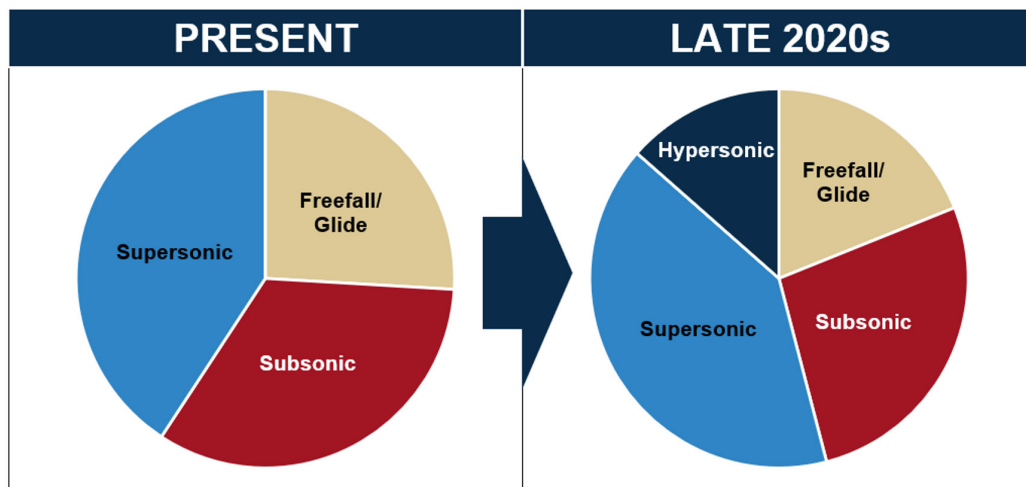 PRESENT
LATE 2020s
Supersonic
Freefall/
Glide
Subsonic
Hypersonic
Freefall/
Glide
Supersonic
Subsonic